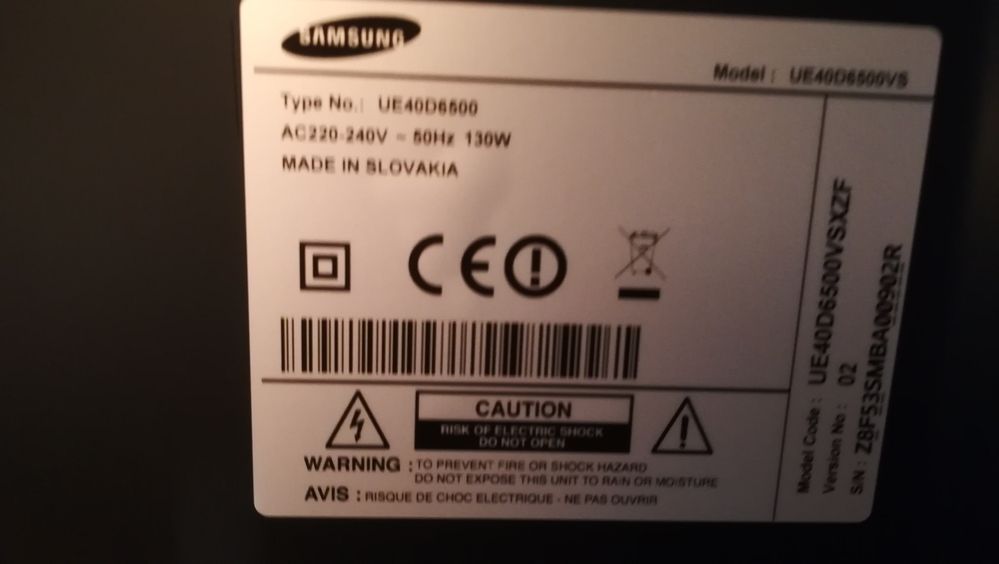 SAMSUNG
Model : UE40D6500VS
Type No. : UE40D6500
AC220-240V ~ 50Hz 130W
MADE IN SLOVAKIA
CE
CAUTION
RISK OF ELECTRIC SHOCK
DO NOT OPEN
WARNING : TO PREVENT FIRE OR SHOCK HAZARD
DO NOT EXPOSE THIS UNIT TO RAIN OR MOISTURE
AVIS : RISQUE DE CHOC ELECTRIQUE - NE PAS OUVRIR
Model Code : UE40D6500VSXZF
Version No : 02
S/N : Z8F53SMBA00902R